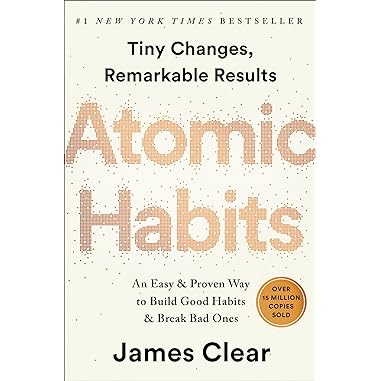 #1 NEW YORK TIMES BESTSELLER
Tiny Changes,
Remarkable Results
Atomic
Habits
An Easy & Proven Way
to Build Good Habits
& Break Bad Ones
OVER
15 MILLION
COPIES
SOLD
James Clear